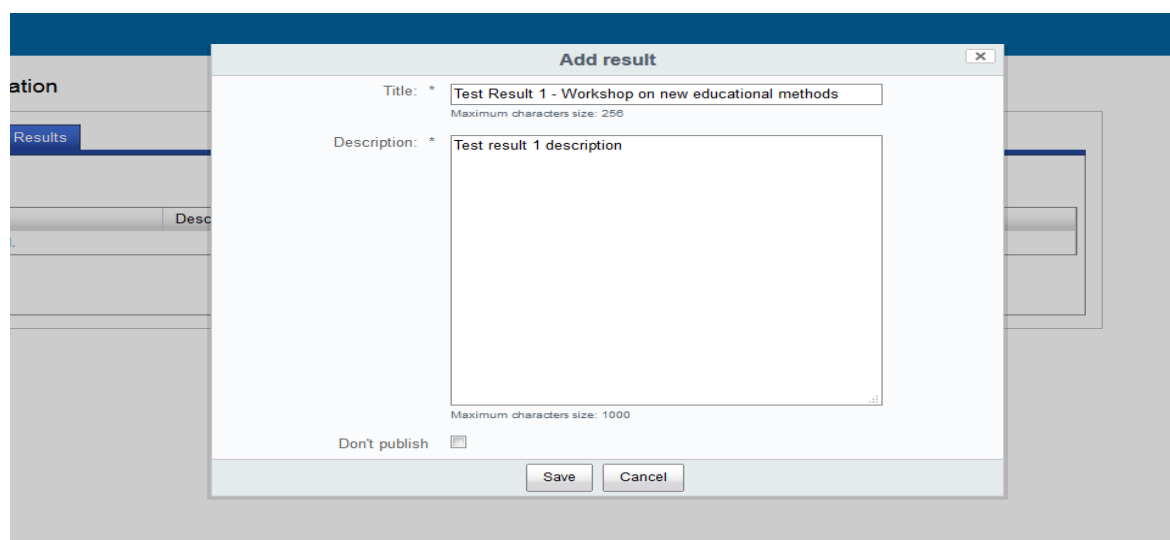 Add result
ation
Title: *
Test Result 1 - Workshop on new educational methods
Maximum characters size: 256
Results
Description: *
Test result 1 description
Desc
l.
Maximum characters size: 1000
Don't publish
Save
Cancel